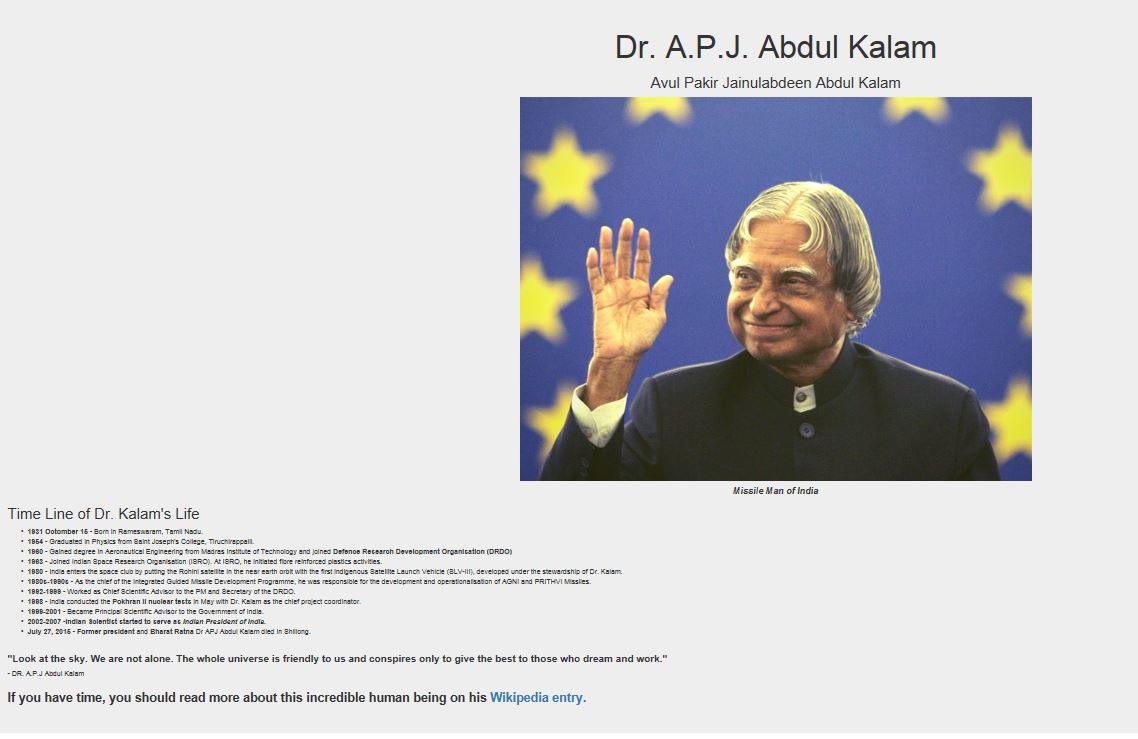 Dr. A.P.J. Abdul Kalam
Avul Pakir Jainulabdeen Abdul Kalam
Missile Man of India
Time Line of Dr. Kalam's Life
• 1931 Octomber 15 - Born in Rameswaram, Tamil Nadu.
• 1954 - Graduated in Physics from Saint Joseph's College, Tiruchirappalli.
• 1960 - Gained degree in Aeronautical Engineering from Madras Institute of Technology and joined Defence Research Development Organisation (DRDO)
• 1963 - Joined Indian Space Research Organisation (ISRO). At ISRO, he initiated fibre reinforced plastics activities.
• 1980 - India enters the space club by putting the Rohini satellite in the near earth orbit with the first indigenous Satellite Launch Vehicle (SLV-III), developed under the stewardship of Dr. Kalam.
• 1980s-1990s - As the chief of the Integrated Guided Missile Development Programme, he was responsible for the development and operationalisation of AGNI and PRITHVI Missiles.
• 1992-1999 - Worked as Chief Scientific Advisor to the PM and Secretary of the DRDO.
• 1998 - India conducted the Pokhran II nuclear tests in May with Dr. Kalam as the chief project coordinator.
• 1999-2001 - Became Principal Scientific Advisor to the Government of India.
• 2002-2007 -Indian Scientist started to serve as Indian President of India.
• July 27, 2015 - Former president and Bharat Ratna Dr APJ Abdul Kalam died in Shillong.
"Look at the sky. We are not alone. The whole universe is friendly to us and conspires only to give the best to those who dream and work."
- DR. A.P.J Abdul Kalam
If you have time, you should read more about this incredible human being on his Wikipedia entry.